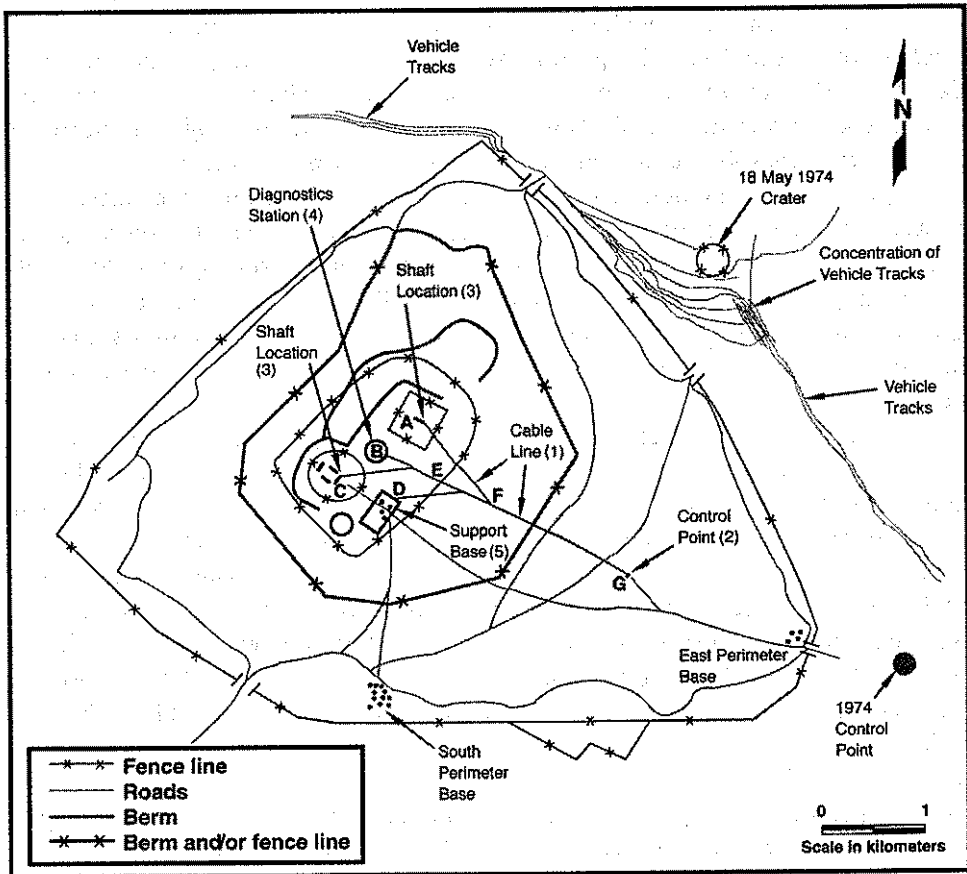 Vehicle
Tracks
N
18 May 1974
Crater
Diagnostics
Station (4)
Shaft
Location (3)
Concentration of
Vehicle Tracks
Shaft
Location
(3)
Vehicle
Tracks
A
Cable
Line (1)
B
E
C
D
F
Control
Point (2)
Support
Base (5)
G
East Perimeter
Base
1974
Control
Point
South
Perimeter
Base
Fence line
Roads
Berm
Berm and/or fence line
0 1
Scale in kilometers